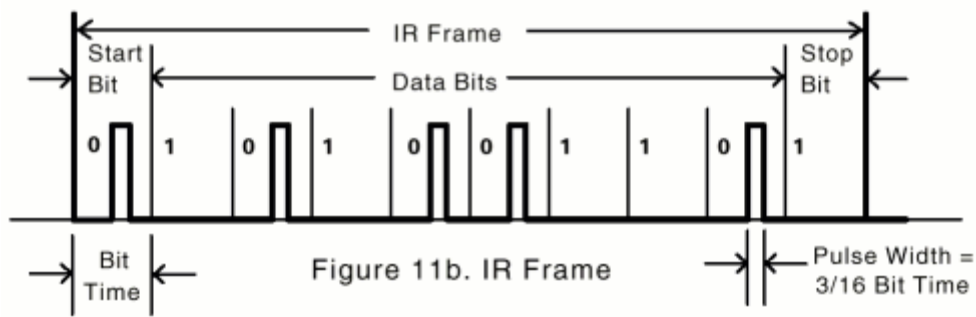 IR Frame
Start
Bit
Data Bits
Stop
Bit
0 1 0 1 0 0 1 1 0 1
Bit
Time
Figure 11b. IR Frame
Pulse Width =
3/16 Bit Time